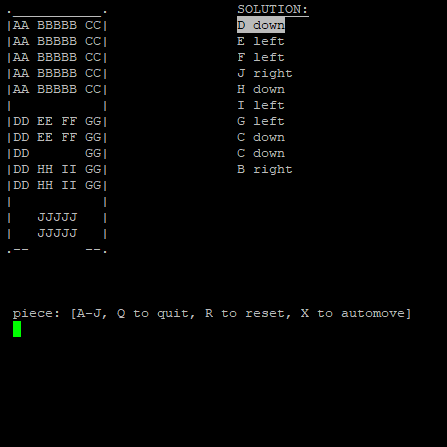 .___________.                SOLUTION:
|AA BBBBB CC|                D down
|AA BBBBB CC|                E left
|AA BBBBB CC|                F left
|AA BBBBB CC|                J right
|AA BBBBB CC|                H down
|           |                I left
|DD EE FF GG|                G left
|DD EE FF GG|                C down
|DD       GG|                C down
|DD HH II GG|                B right
|DD HH II GG|
|           |
|   JJJJJ   |
|   JJJJJ   |
.--       --.
piece: [A-J, Q to quit, R to reset, X to automove]